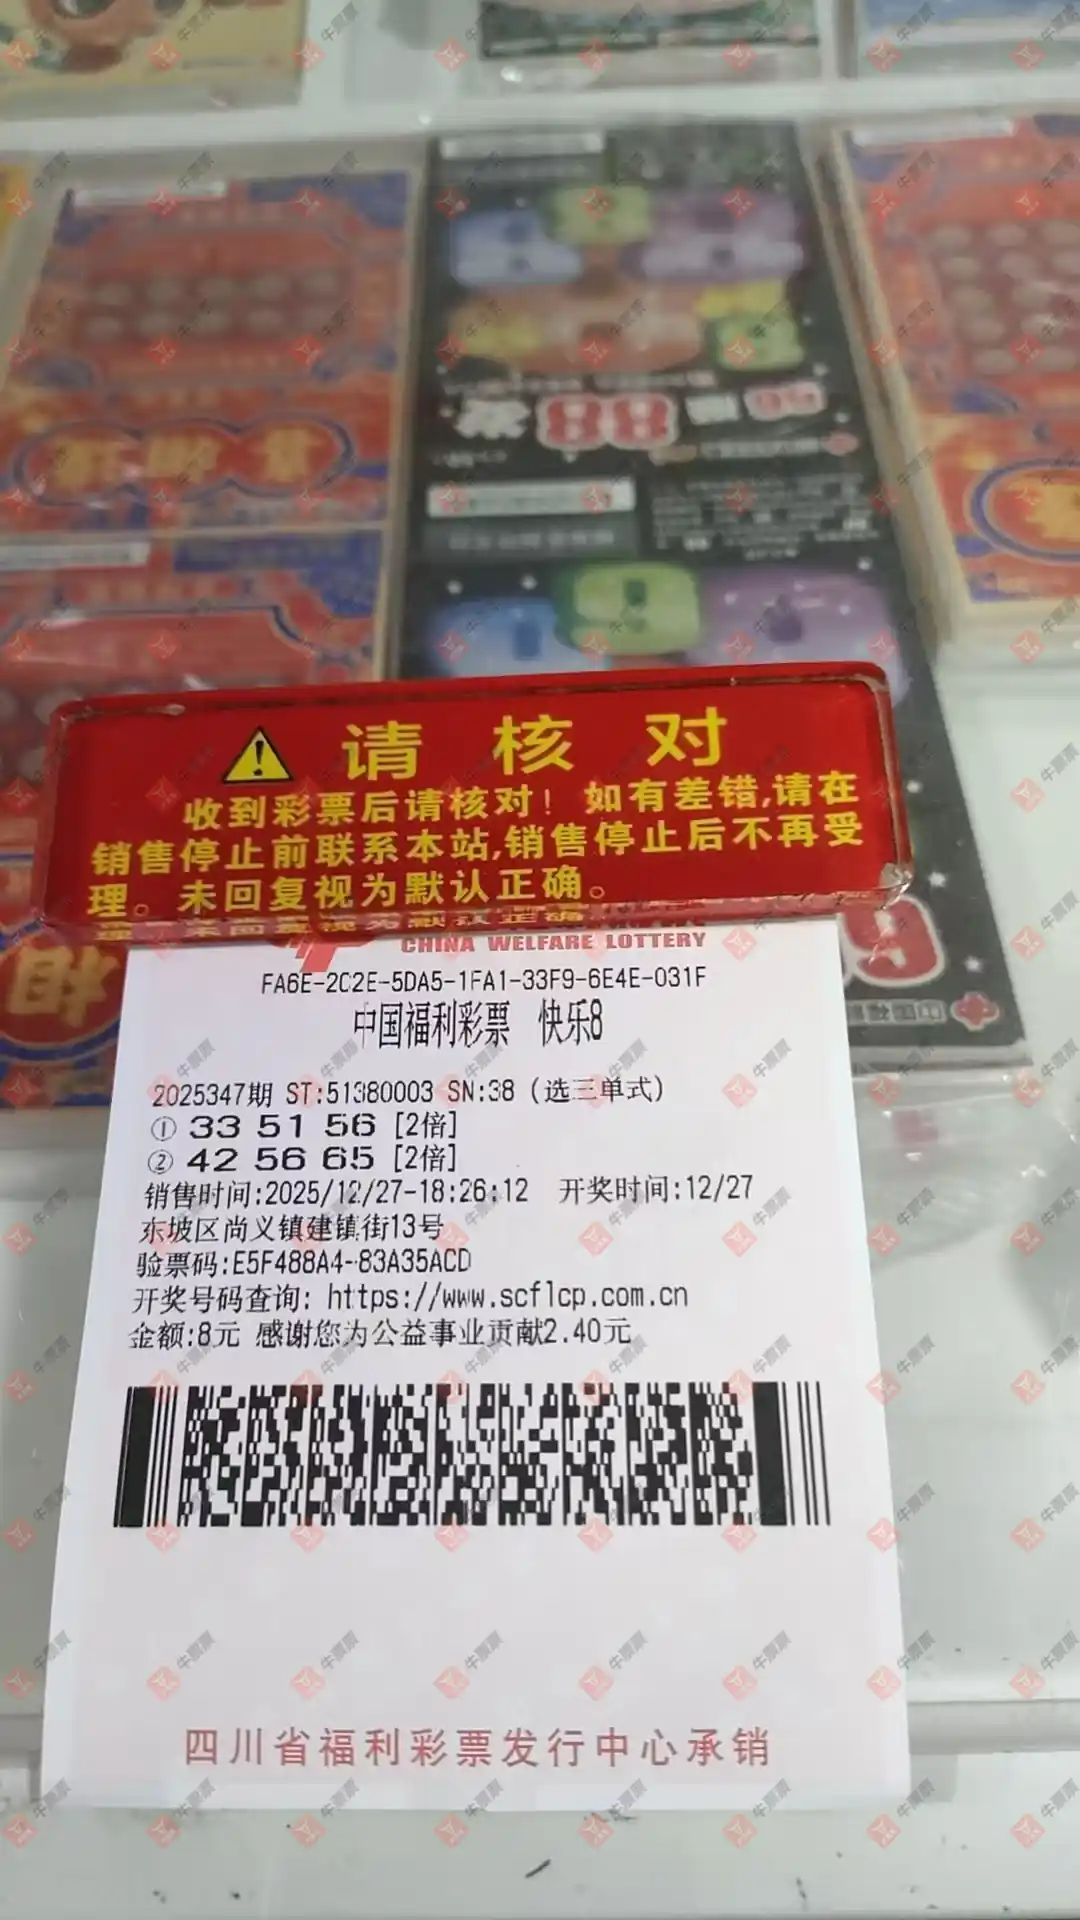 88
请核对
收到彩票后请核对！如有差错,请在
销售停止前联系本站,销售停止后不再受
理。未回复视为默认正确。
CHINA WELFARE LOTTERY
FA6E-2C2E-5DA5-1FA1-33F9-6E4E-031F
中国福利彩票 快乐8
2025347期 ST:51380003 SN:38 (选三单式)
① 33 51 56 [2倍]
② 42 56 65 [2倍]
销售时间:2025/12/27-18:26:12 开奖时间:12/27
东坡区尚义镇建镇街13号
验票码:E5F488A4-83A35ACD
开奖号码查询: https://www.scflcp.com.cn
金额:8元 感谢您为公益事业贡献2.40元
四川省福利彩票发行中心承销
牛票票